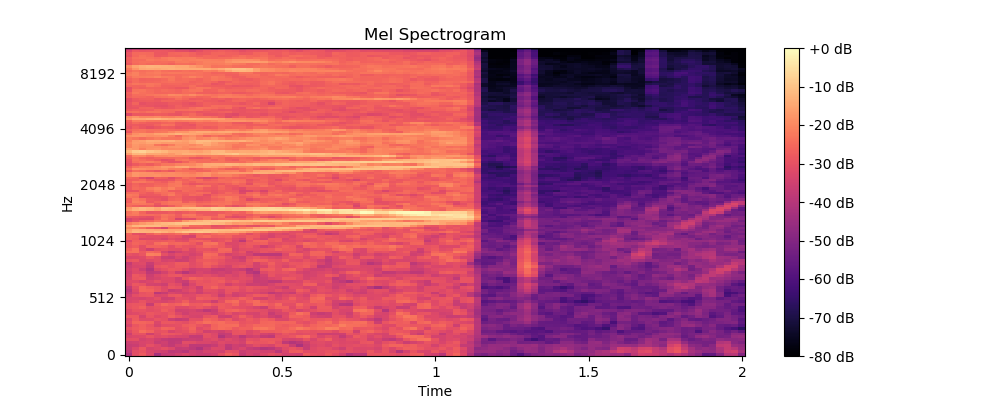 Mel Spectrogram
8192
4096
2048
1024
512
0
Hz
0
0.5
1
1.5
2
Time
+0 dB
-10 dB
-20 dB
-30 dB
-40 dB
-50 dB
-60 dB
-70 dB
-80 dB